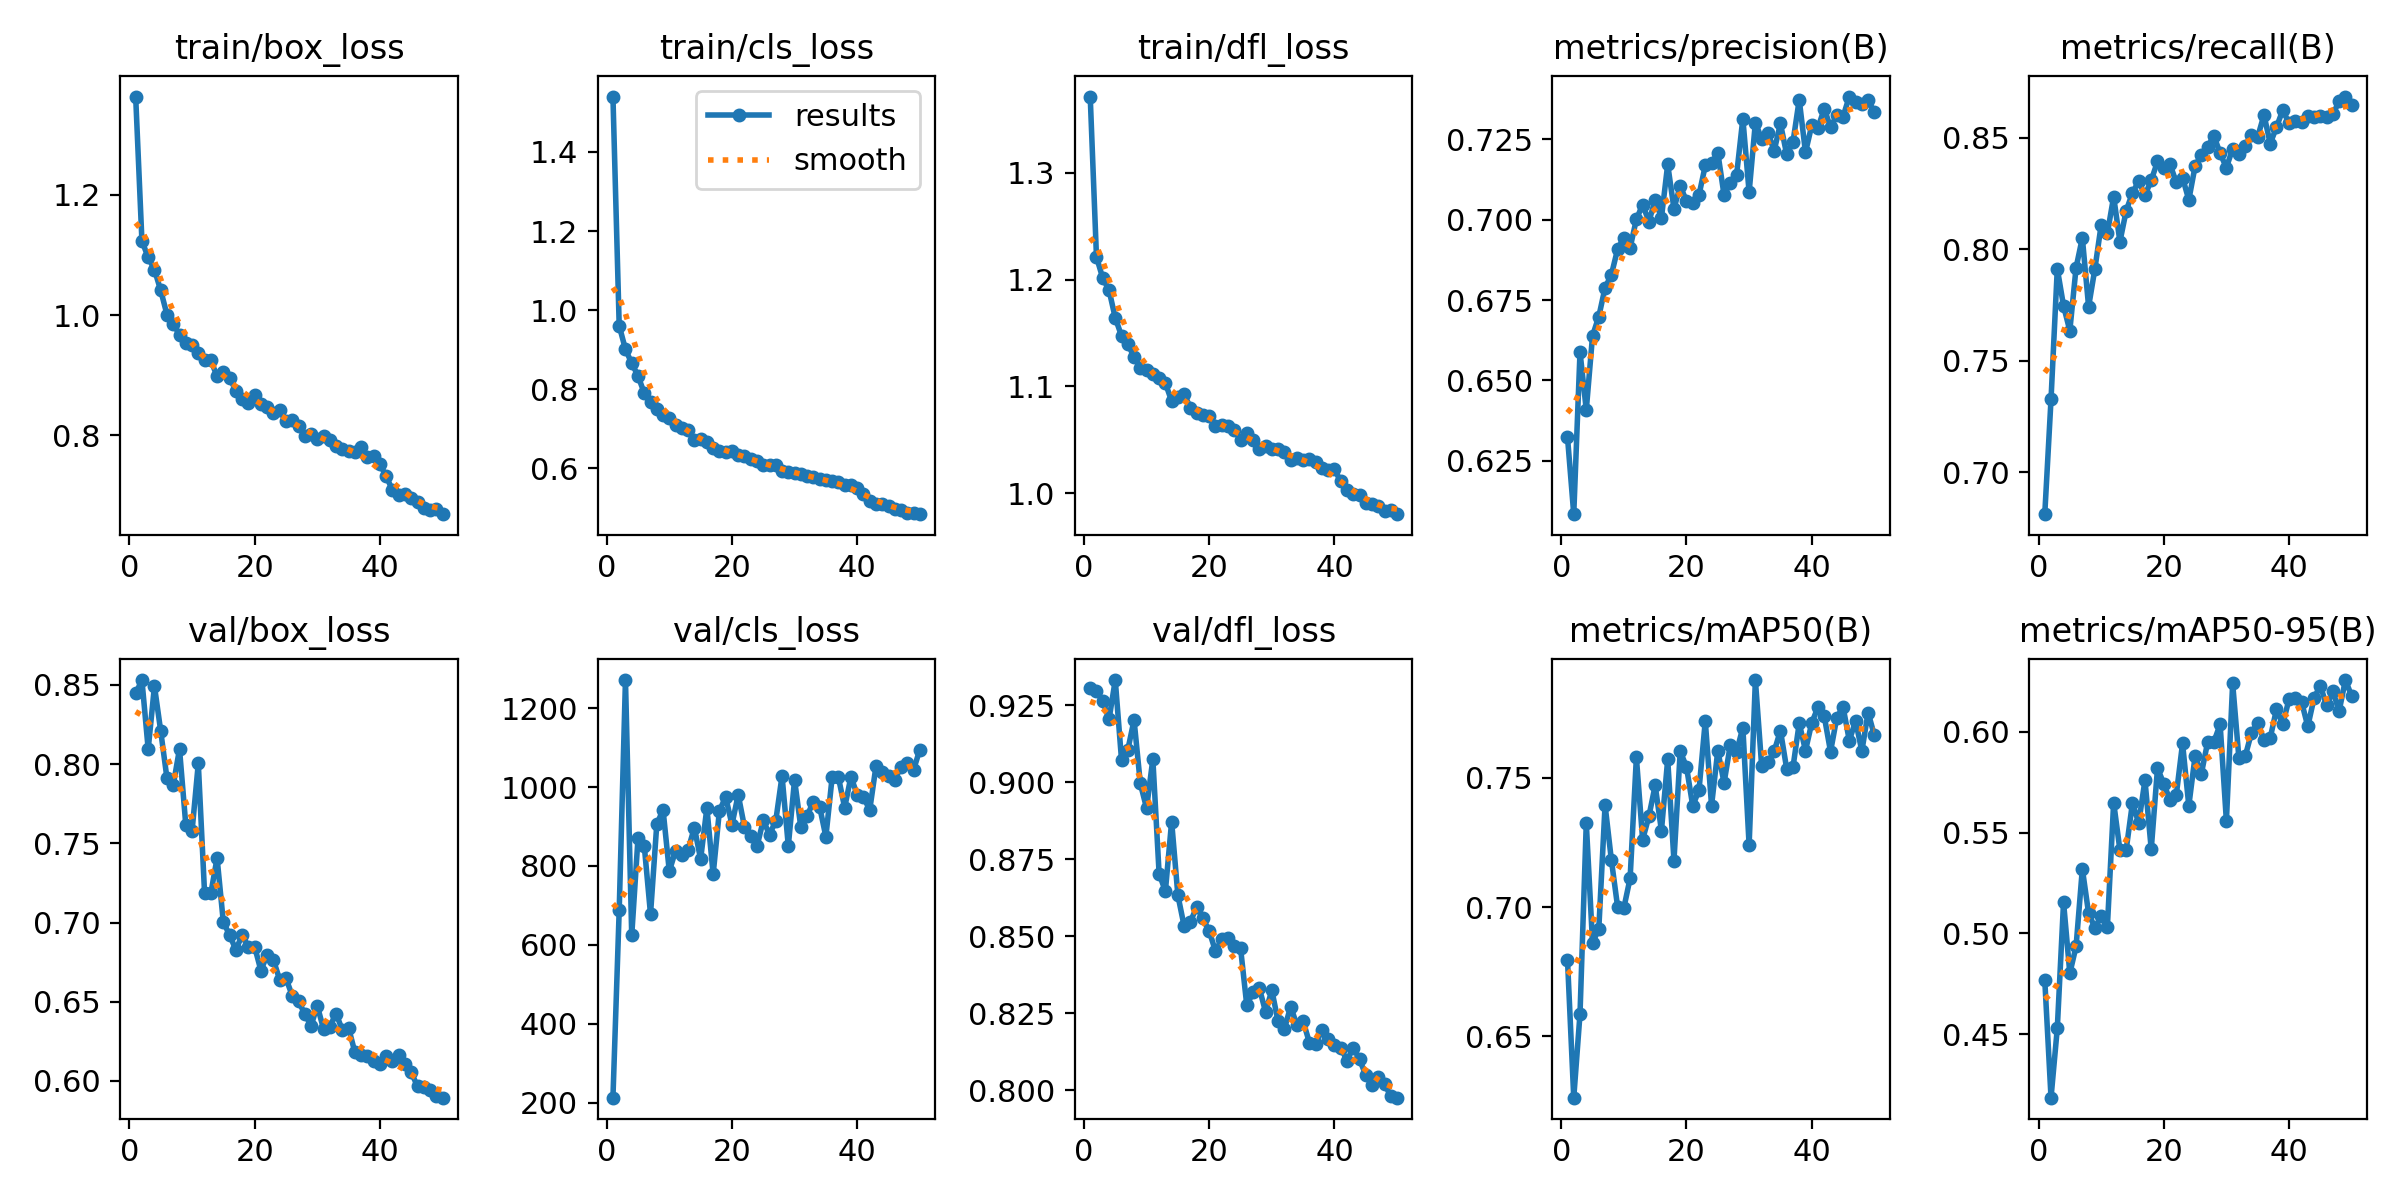 train/box_loss
train/cls_loss
train/dfl_loss
metrics/precision(B)
metrics/recall(B)
1.2
1.0
0.8
0 20 40
results
smooth
1.4
1.2
1.0
0.8
0.6
0 20 40
1.3
1.2
1.1
1.0
0 20 40
0.725
0.700
0.675
0.650
0.625
0 20 40
0.85
0.80
0.75
0.70
0 20 40
val/box_loss
val/cls_loss
val/dfl_loss
metrics/mAP50(B)
metrics/mAP50-95(B)
0.85
0.80
0.75
0.70
0.65
0.60
0 20 40
1200
1000
800
600
400
200
0 20 40
0.925
0.900
0.875
0.850
0.825
0.800
0 20 40
0.75
0.70
0.65
0 20 40
0.60
0.55
0.50
0.45
0 20 40